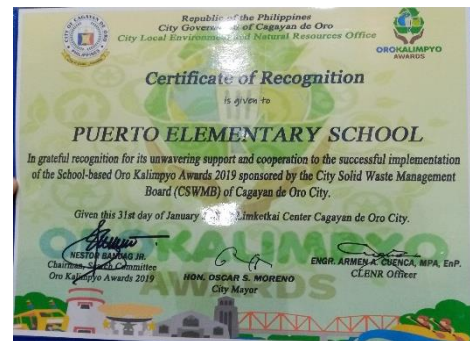 Republic of the Philippines
City Government of Cagayan de Oro
City Local Environment and Natural Resources Office
OROKALIMPYO
AWARDS
Certificate of Recognition
is given to
PUERTO ELEMENTARY SCHOOL
In grateful recognition for its unwavering support and cooperation to the successful implementation
of the School-based Oro Kalimpyo Awards 2019 sponsored by the City Solid Waste Management
Board (CSWMB) of Cagayan de Oro City.
Given this 31st day of January Limketkai Center Cagayan de Oro City.
OROKALIMPYO
AWARDS
NESTOR BANDAG JR.
Chairman, Search Committee
Oro Kalimpyo Awards 2019
HON. OSCAR S. MORENO
City Mayor
ENGR. ARMEN A. CUENCA, MPA, EnP.
CLENR Officer